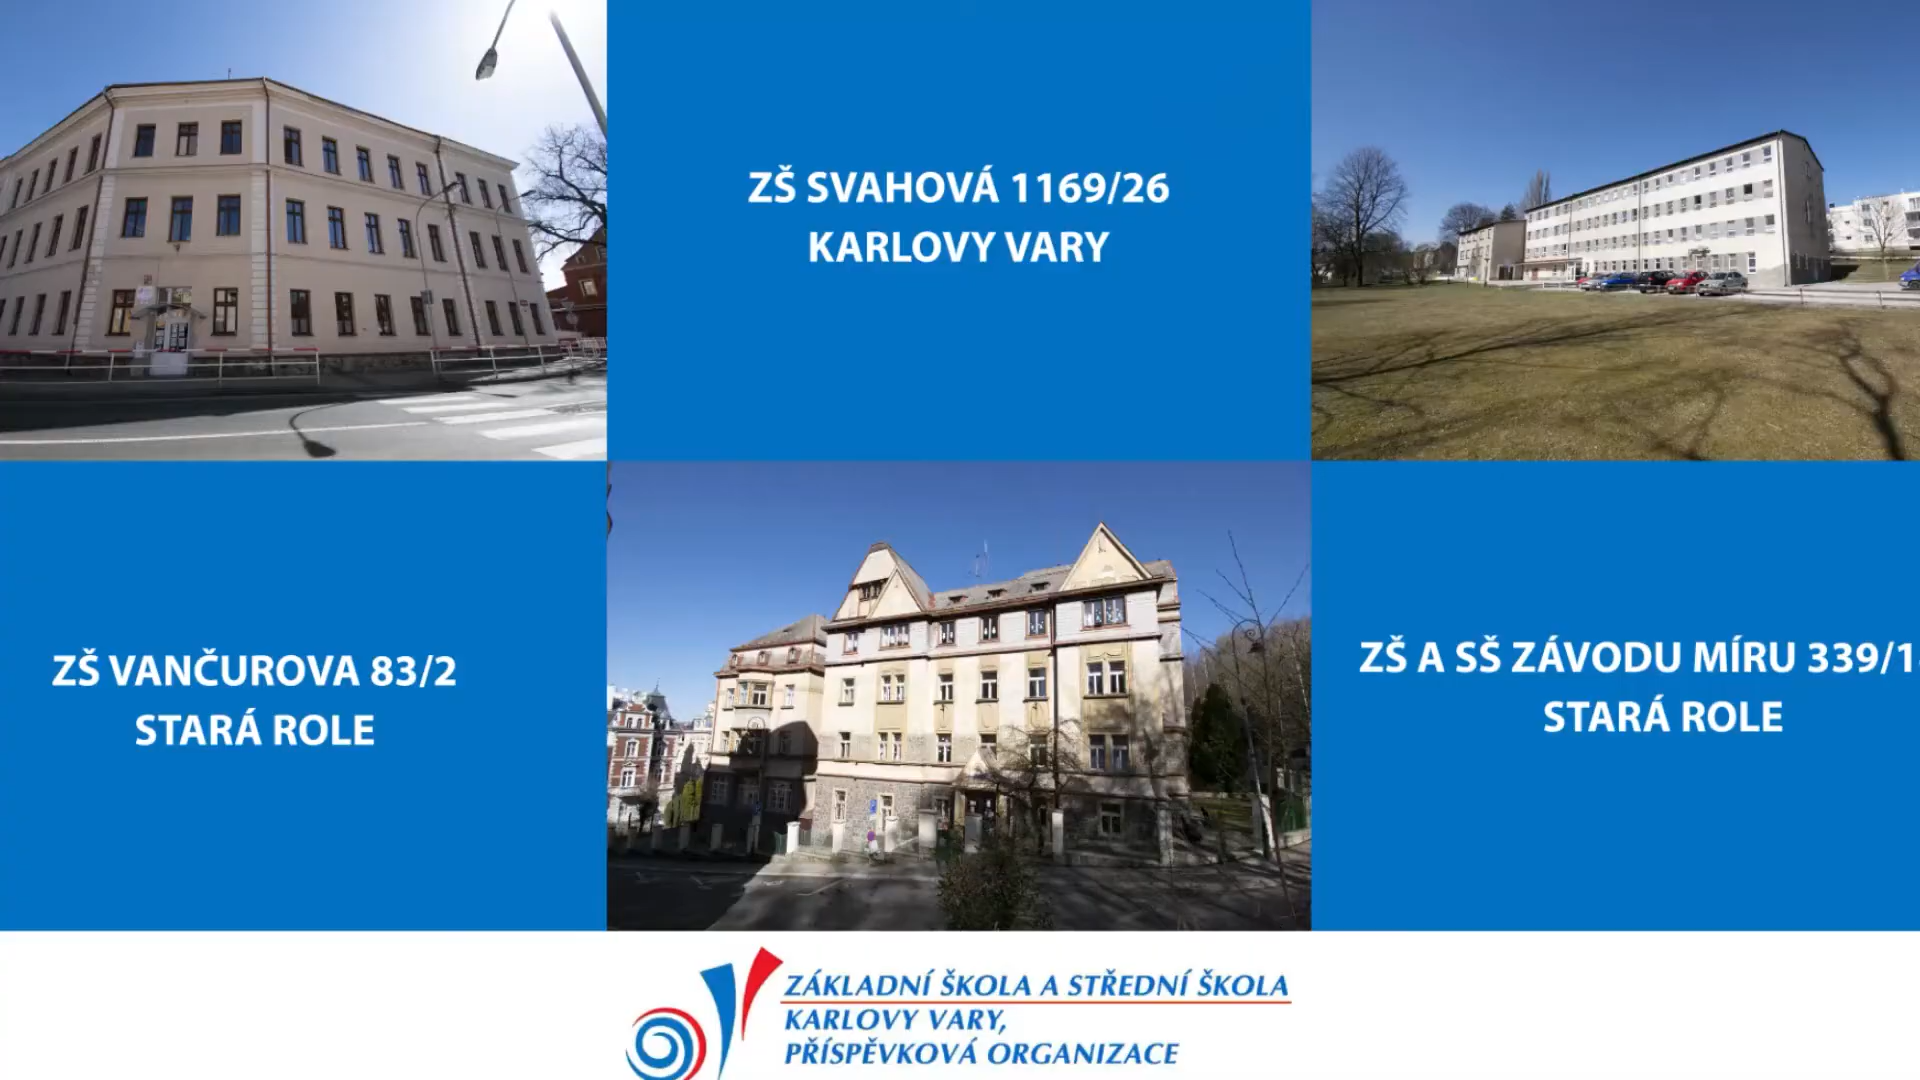 ZŠ SVAHOVÁ 1169/26
KARLOVY VARY
ZŠ VANČUROVA 83/2
STARÁ ROLE
ZŠ A SŠ ZÁVODU MÍRU 339/1
STARÁ ROLE
ZÁKLADNÍ ŠKOLA A STŘEDNÍ ŠKOLA
KARLOVY VARY,
PŘÍSPĚVKOVÁ ORGANIZACE